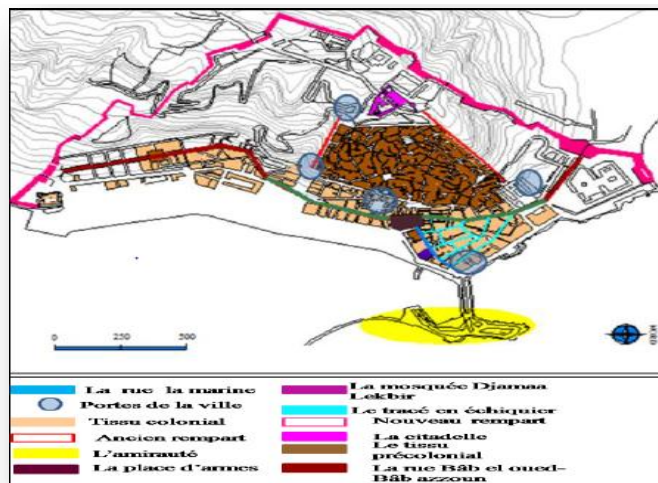 0 250 500
NORD
La rue la marine
Portes de la ville
Tissu colonial
Ancien rempart
L'amirauté
La place d'armes
La mosquée Djamaa
Lekbir
Le tracé en échiquier
Nouveau rempart
La citadelle
Le tissu
précolonial
La rue Bâb el oued-
Bâb azzoun